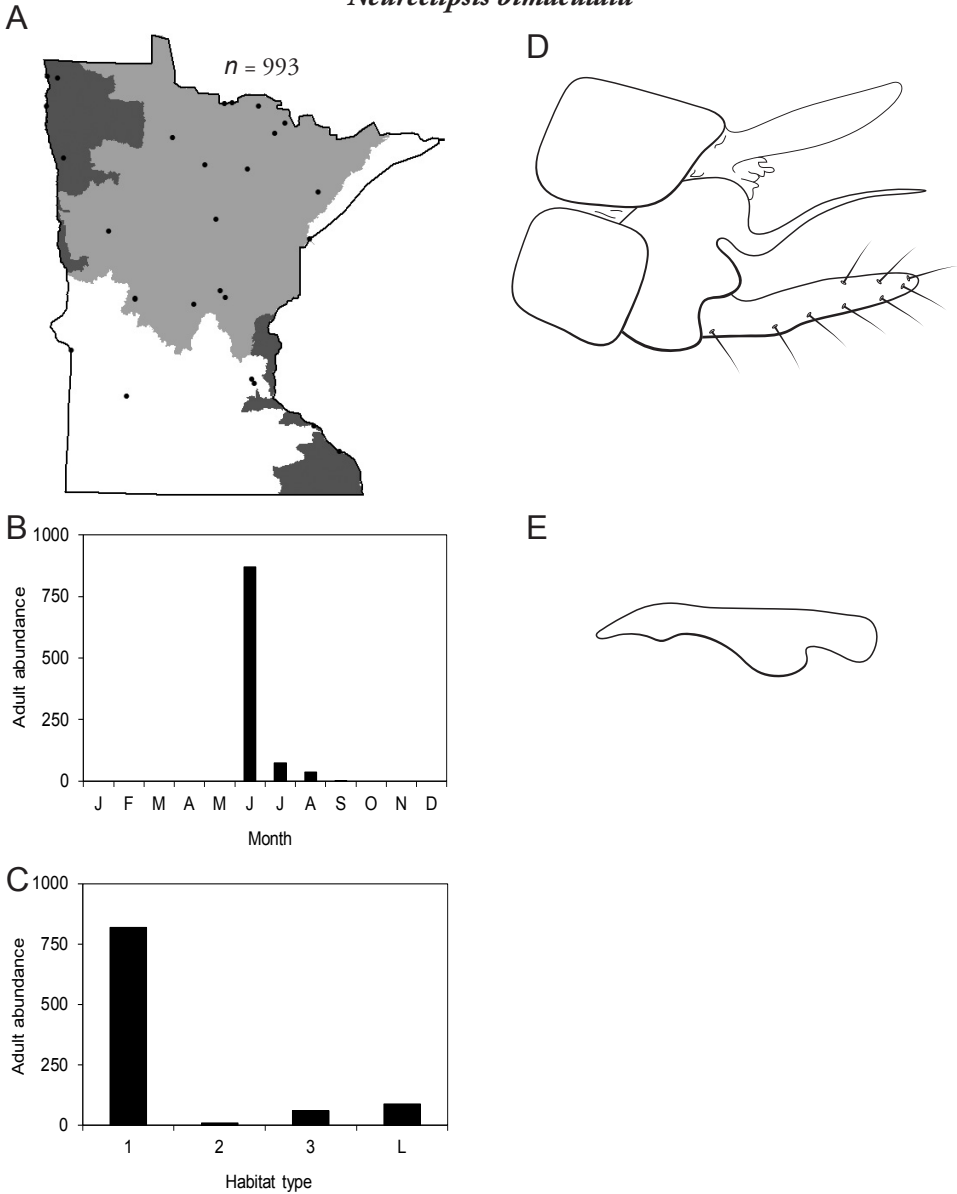 Neureclipsis bimaculata
A
n = 993
D
B
1000
750
500
250
0
Adult abundance
J F M A M J J A S O N D
Month
E
C
1000
750
500
250
0
Adult abundance
1 2 3 L
Habitat type